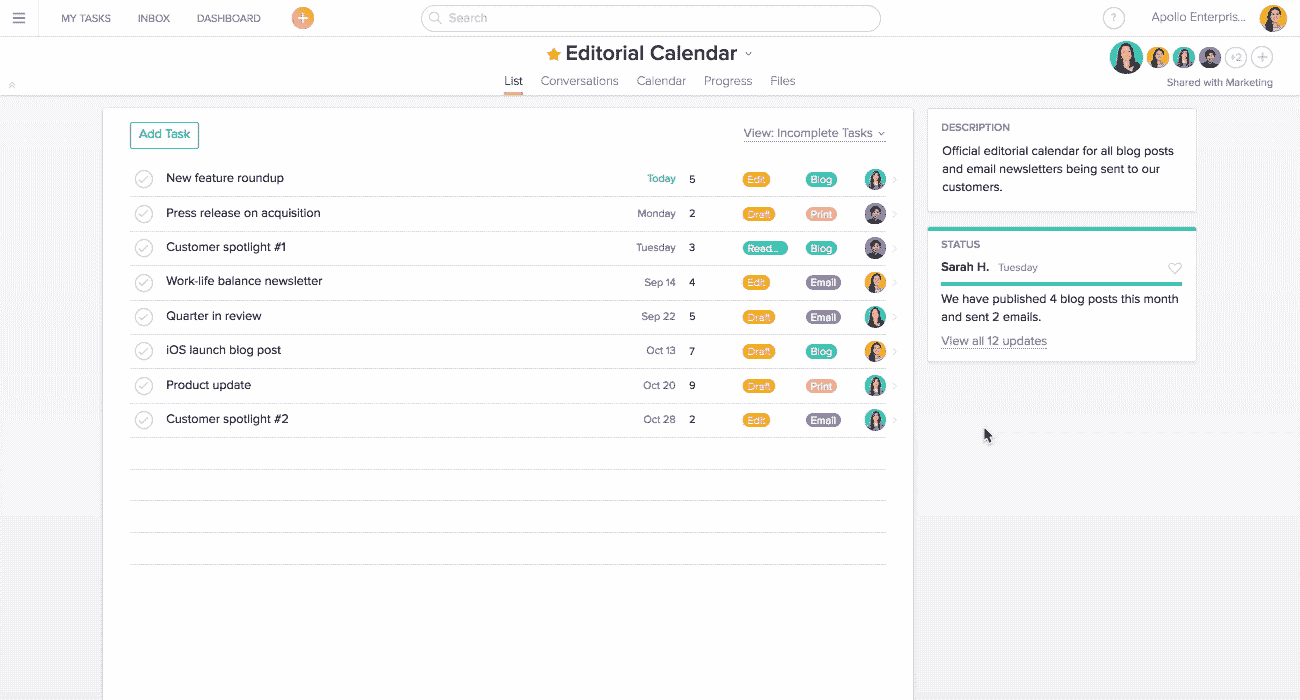 MY TASKS INBOX DASHBOARD + Search ? Apollo Enterpris...
Editorial Calendar
List Conversations Calendar Progress Files
+2 +
Shared with Marketing
Add Task
View: Incomplete Tasks
New feature roundup Today 5 Edit Blog
Press release on acquisition Monday 2 Draft Print
Customer spotlight #1 Tuesday 3 Read... Blog
Work-life balance newsletter Sep 14 4 Edit Email
Quarter in review Sep 22 5 Draft Email
iOS launch blog post Oct 13 7 Draft Blog
Product update Oct 20 9 Draft Print
Customer spotlight #2 Oct 28 2 Edit Email
DESCRIPTION
Official editorial calendar for all blog posts
and email newsletters being sent to our
customers.
STATUS
Sarah H. Tuesday
We have published 4 blog posts this month
and sent 2 emails.
View all 12 updates